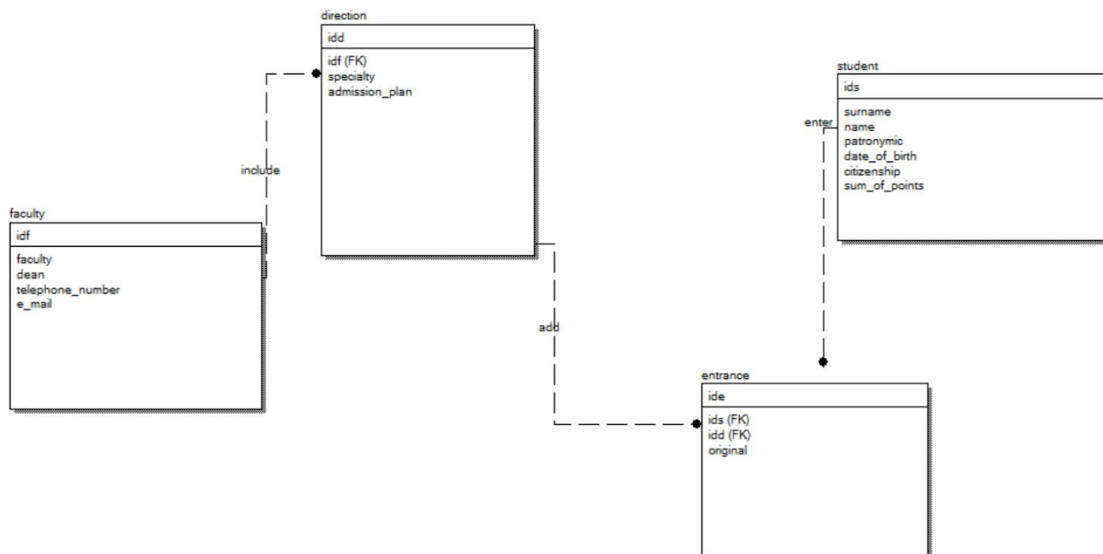 direction
idd
idf (FK)
specialty
admission_plan
include
faculty
idf
faculty
dean
telephone_number
e_mail
student
ids
surname
name
patronymic
date_of_birth
citizenship
sum_of_points
enter
add
entrance
ide
ids (FK)
idd (FK)
original